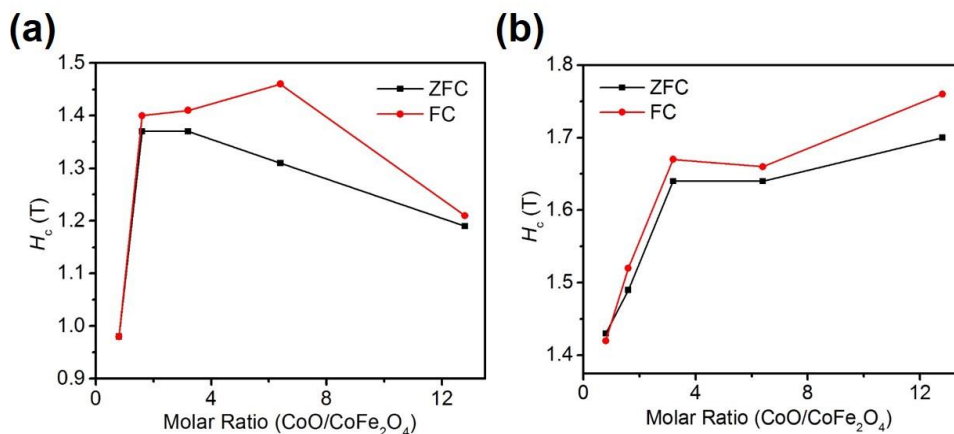 (a)
1.5
1.4
1.3
1.2
1.1
1.0
0.9
H_c (T)
ZFC
FC
0
4
8
12
Molar Ratio (CoO/CoFe₂O₄)
(b)
1.8
1.7
1.6
1.5
1.4
H_c (T)
ZFC
FC
0
4
8
12
Molar Ratio (CoO/CoFe₂O₄)